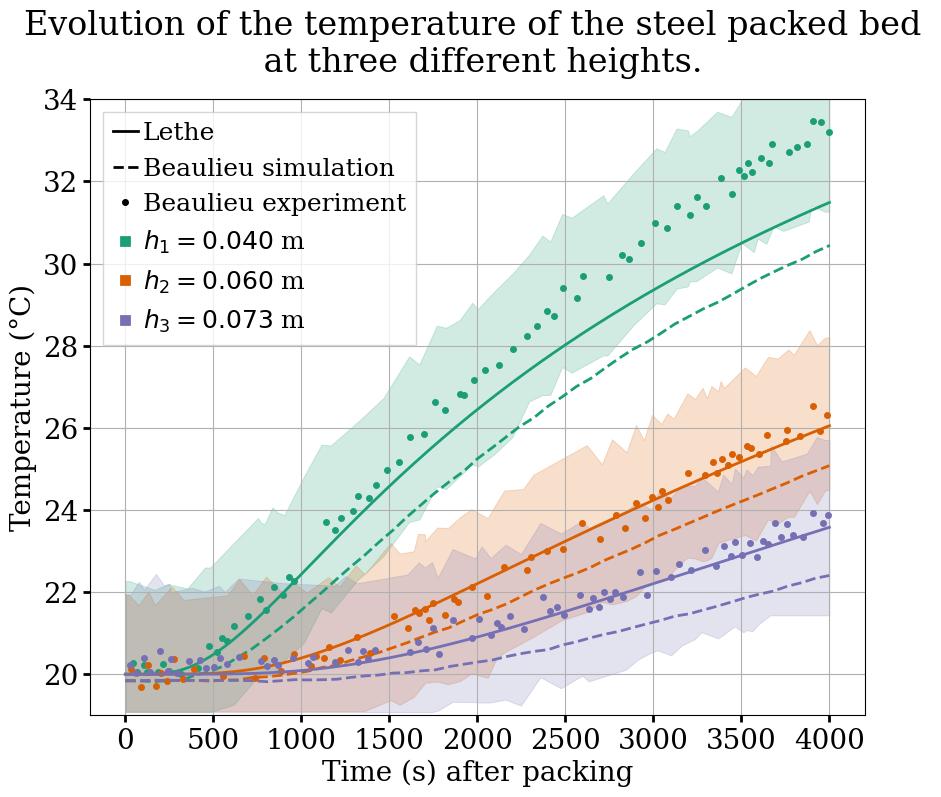 Evolution of the temperature of the steel packed bed
at three different heights.
Lethe
Beaulieu simulation
Beaulieu experiment
h₁ = 0.040 m
h₂ = 0.060 m
h₃ = 0.073 m
Temperature (°C)
34
32
30
28
26
24
22
20
0 500 1000 1500 2000 2500 3000 3500 4000
Time (s) after packing